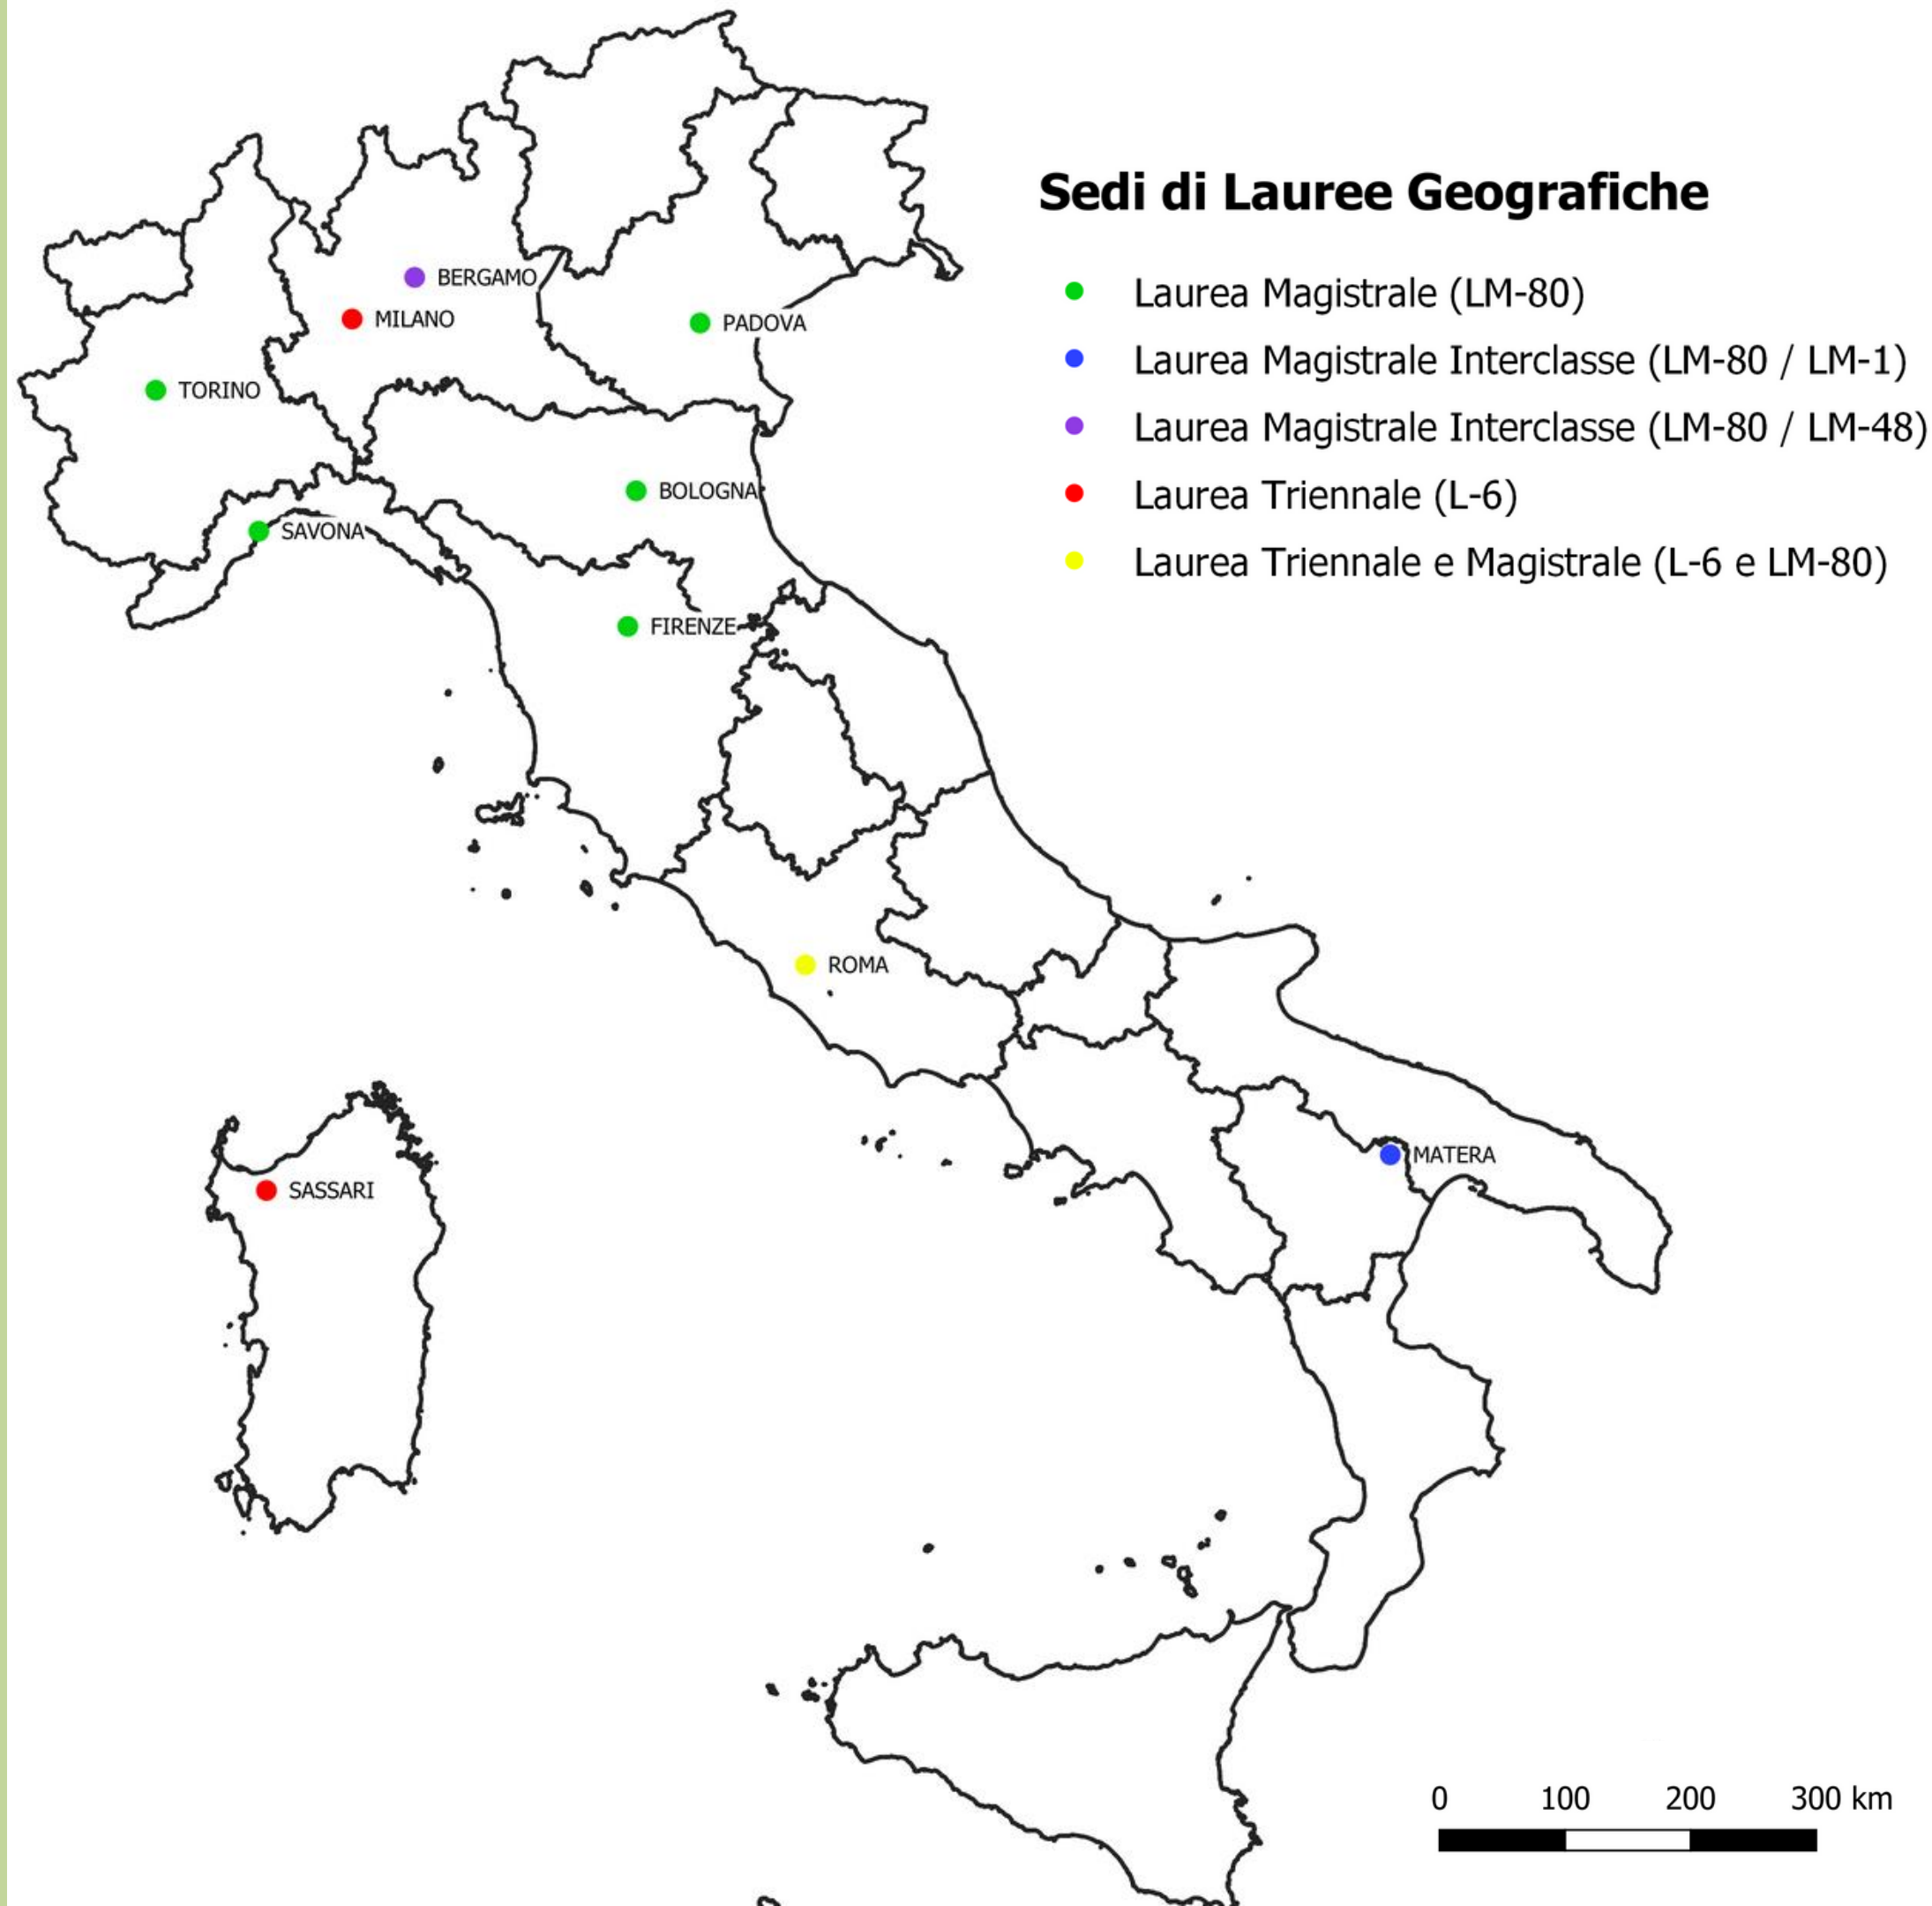 Sedi di Lauree Geografiche
Laurea Magistrale (LM-80)
Laurea Magistrale Interclasse (LM-80 / LM-1)
Laurea Magistrale Interclasse (LM-80 / LM-48)
Laurea Triennale (L-6)
Laurea Triennale e Magistrale (L-6 e LM-80)
BERGAMO
MILANO
PADOVA
TORINO
BOLOGNA
SAVONA
FIRENZE
ROMA
MATERA
SASSARI
0 100 200 300 km